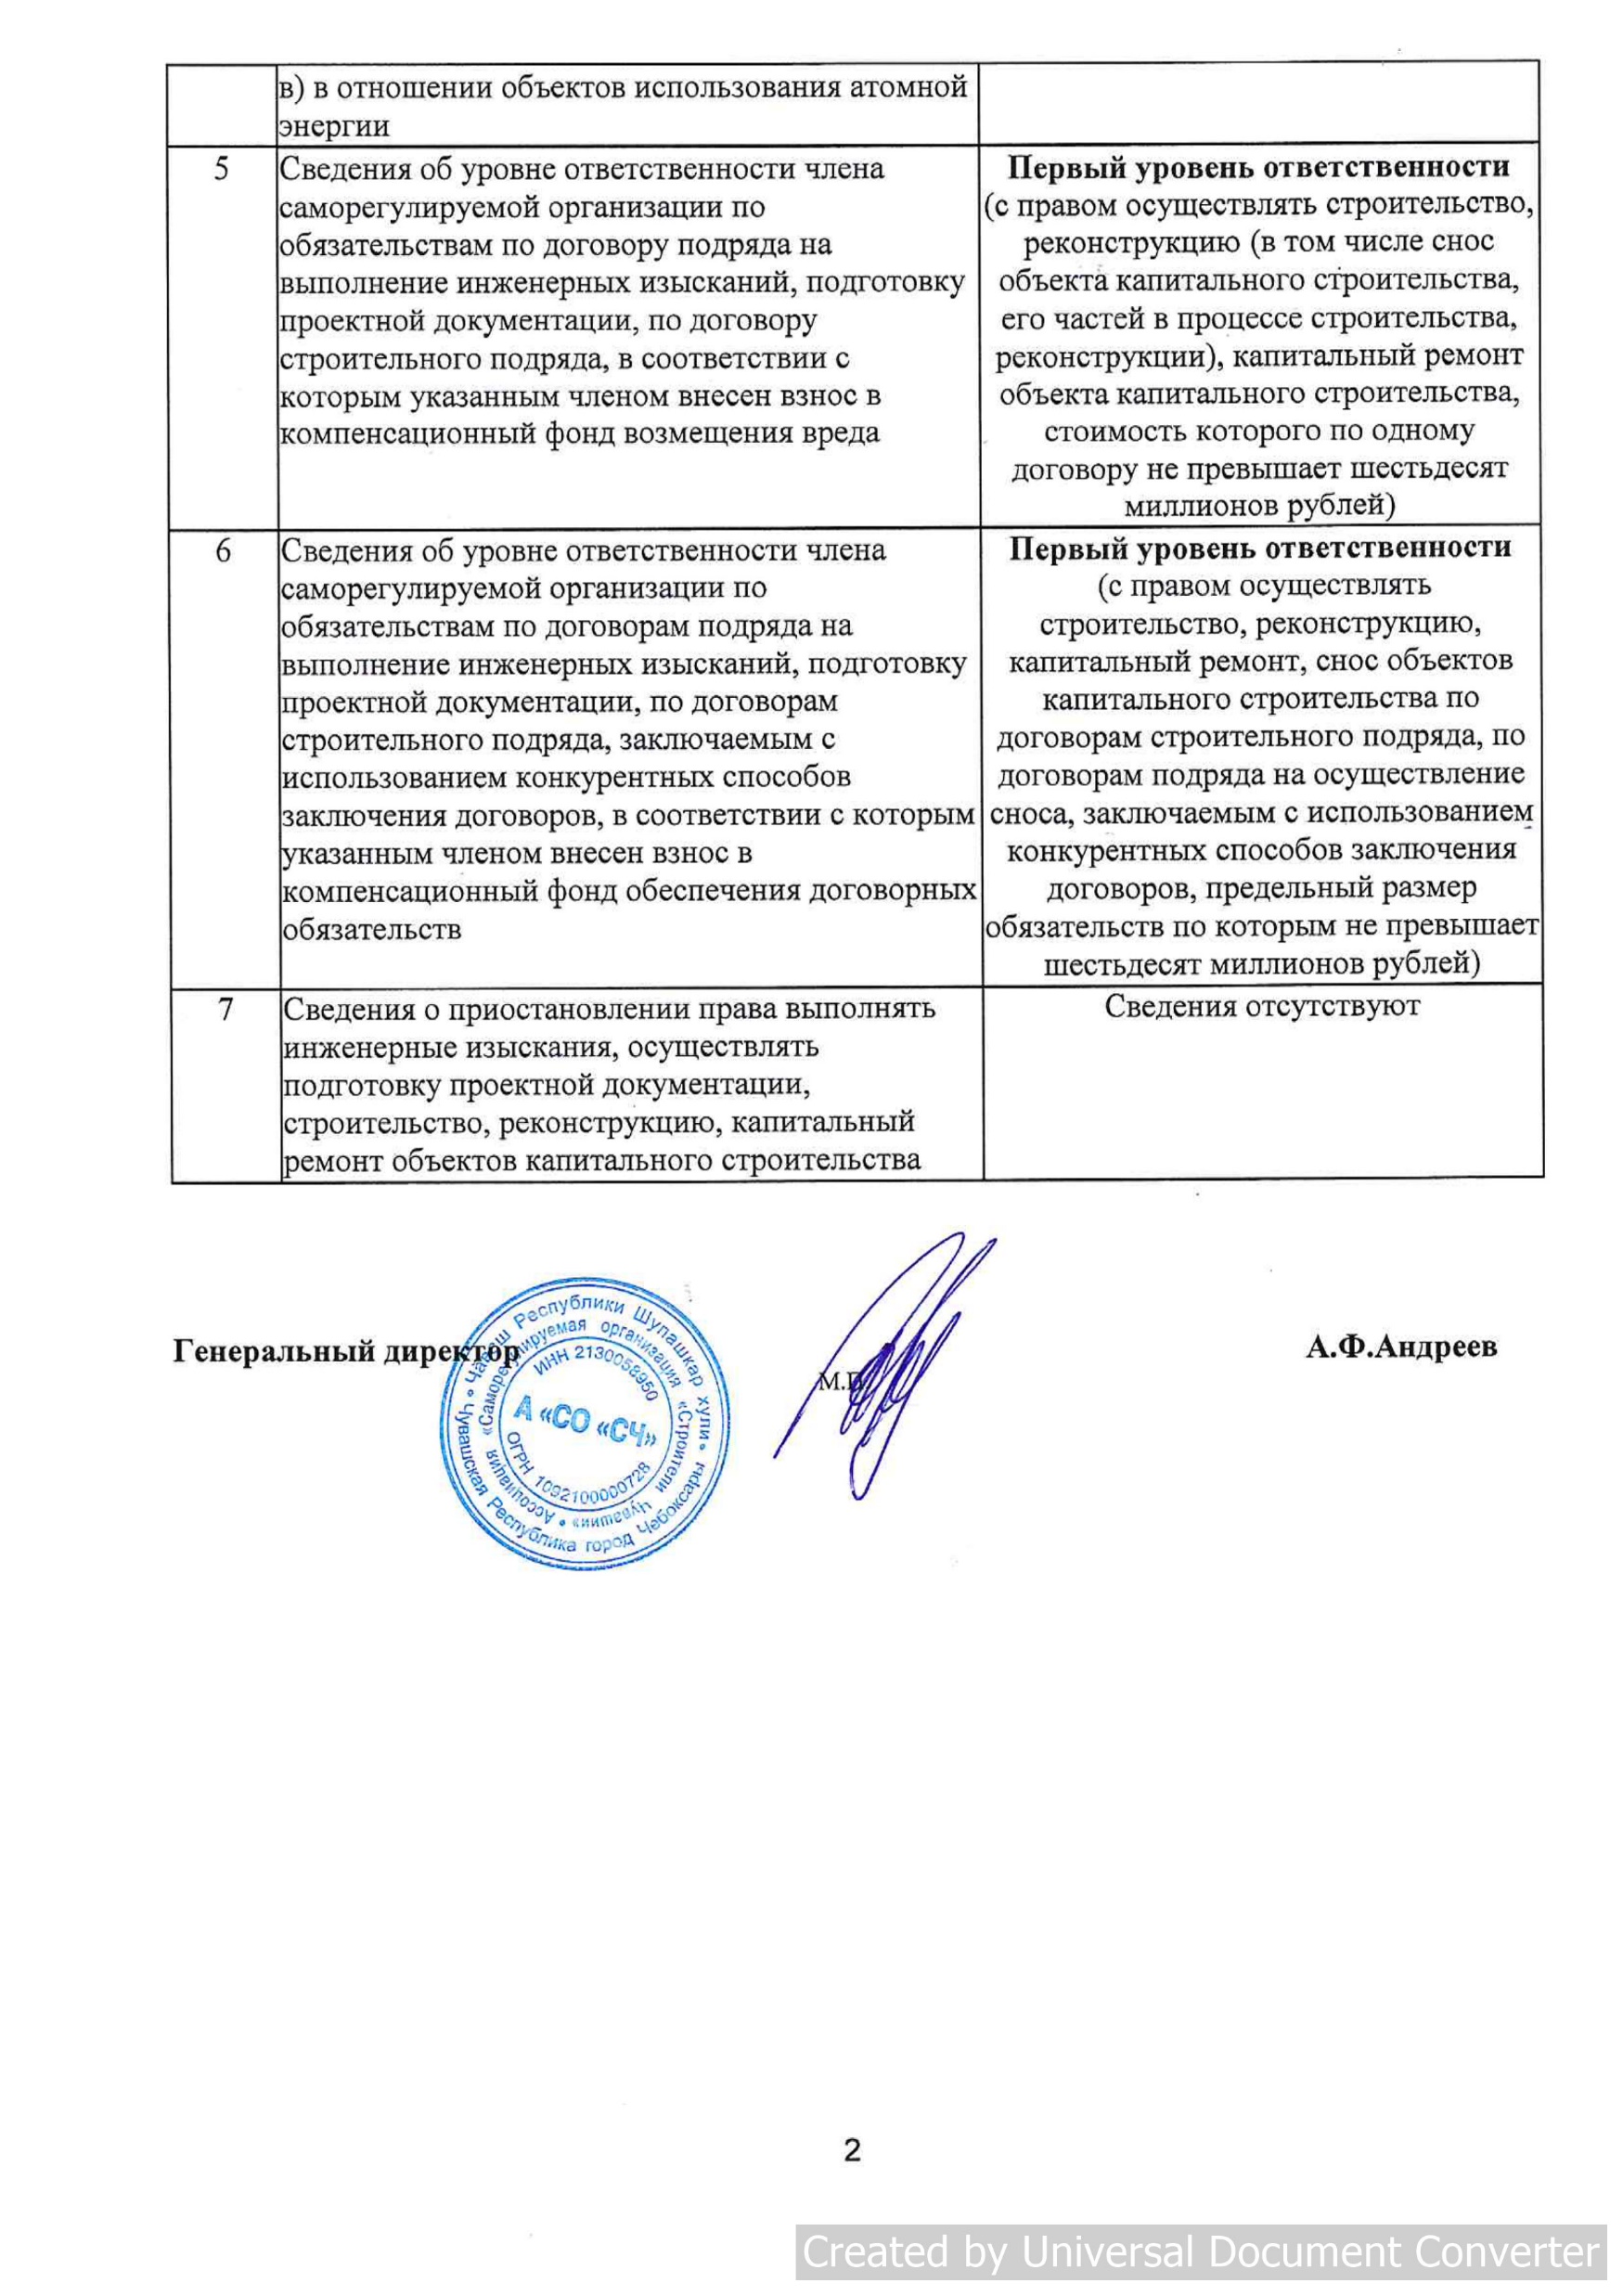 в) в отношении объектов использования атомной
энергии
5
Сведения об уровне ответственности члена
саморегулируемой организации по
обязательствам по договору подряда на
выполнение инженерных изысканий, подготовку
проектной документации, по договору
строительного подряда, в соответствии с
которым указанным членом внесен взнос в
компенсационный фонд возмещения вреда
Первый уровень ответственности
(с правом осуществлять строительство,
реконструкцию (в том числе снос
объекта капитального строительства,
его частей в процессе строительства,
реконструкции), капитальный ремонт
объекта капитального строительства,
стоимость которого по одному
договору не превышает шестьдесят
миллионов рублей)
6
Сведения об уровне ответственности члена
саморегулируемой организации по
обязательствам по договорам подряда на
выполнение инженерных изысканий, подготовку
проектной документации, по договорам
строительного подряда, заключаемым с
использованием конкурентных способов
заключения договоров, в соответствии с которым
указанным членом внесен взнос в
компенсационный фонд обеспечения договорных
обязательств
Первый уровень ответственности
(с правом осуществлять
строительство, реконструкцию,
капитальный ремонт, снос объектов
капитального строительства по
договорам строительного подряда, по
договорам подряда на осуществление
сноса, заключаемым с использованием
конкурентных способов заключения
договоров, предельный размер
обязательств по которым не превышает
шестьдесят миллионов рублей)
7
Сведения о приостановлении права выполнять
инженерные изыскания, осуществлять
подготовку проектной документации,
строительство, реконструкцию, капитальный
ремонт объектов капитального строительства
Сведения отсутствуют
Генеральный директор
М.П.
А.Ф.Андреев
Чӑваш Республики Шупашкар хули
Чувашская Республика город Чебоксары
Ассоциация «Саморегулируемая организация «Строители Чувашии»
ИНН 2130058950
А «СО «СЧ»
ОГРН 1092100000728
2
Created by Universal Document Converter